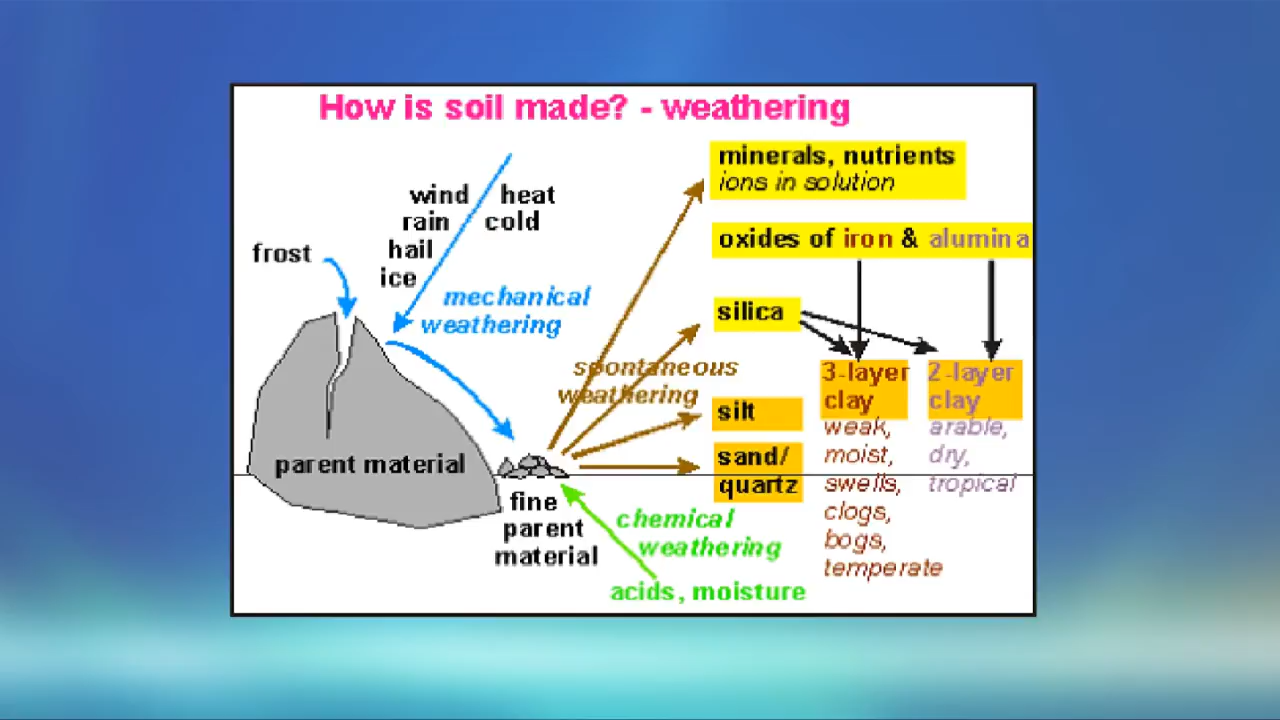 How is soil made? - weathering
minerals, nutrients
ions in solution
wind heat
rain cold
hail
ice
frost
oxides of iron & alumina
mechanical
weathering
silica
spontaneous
weathering
3-layer
clay
weak,
moist,
swells,
clogs,
bogs,
temperate
2-layer
clay
arable,
dry,
tropical
silt
sand/
quartz
parent material
fine
parent
material
chemical
weathering
acids, moisture